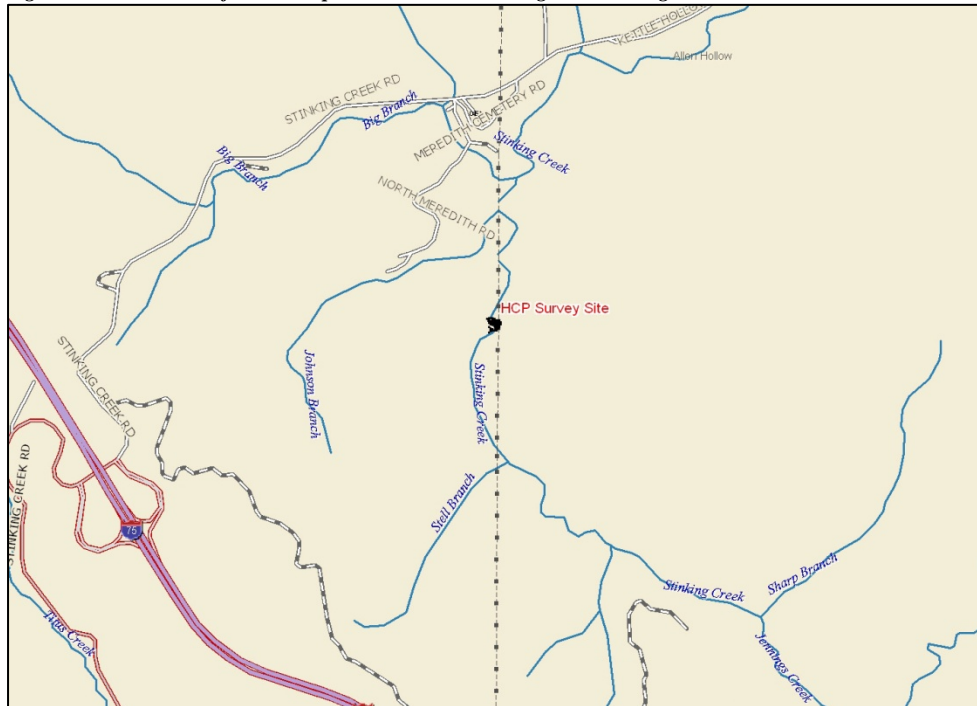 KETTLE HOLLOW
Allen Hollow
STINKING CREEK RD
Big Branch
MEREDITH CEMETERY RD
Stinking Creek
Big Branch
NORTH MEREDITH RD
HCP Survey Site
STINKING CREEK RD
Johnson Branch
Stinking Creek
STINKING CREEK RD
Stell Branch
75
Sharp Branch
Stinking Creek
Titus Creek
Jennings Creek